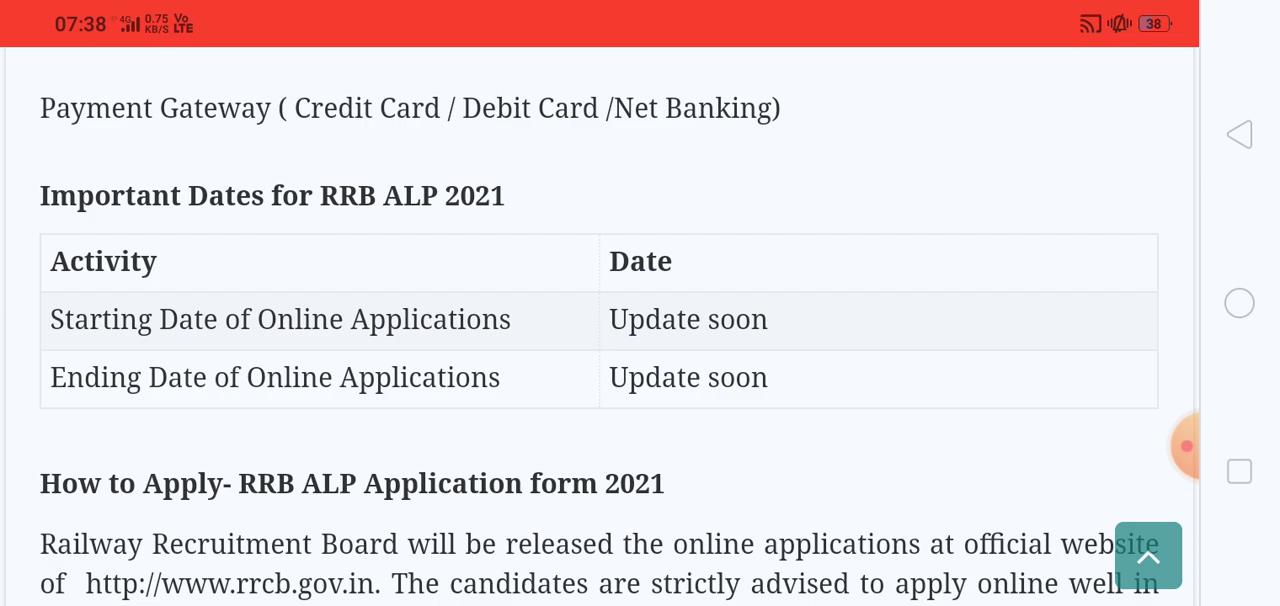 07:38 4G 0.75 KB/S Vo LTE 38
Payment Gateway ( Credit Card / Debit Card /Net Banking)
Important Dates for RRB ALP 2021
Activity Date
Starting Date of Online Applications Update soon
Ending Date of Online Applications Update soon
How to Apply- RRB ALP Application form 2021
Railway Recruitment Board will be released the online applications at official website
of http://www.rrcb.gov.in. The candidates are strictly advised to apply online well in